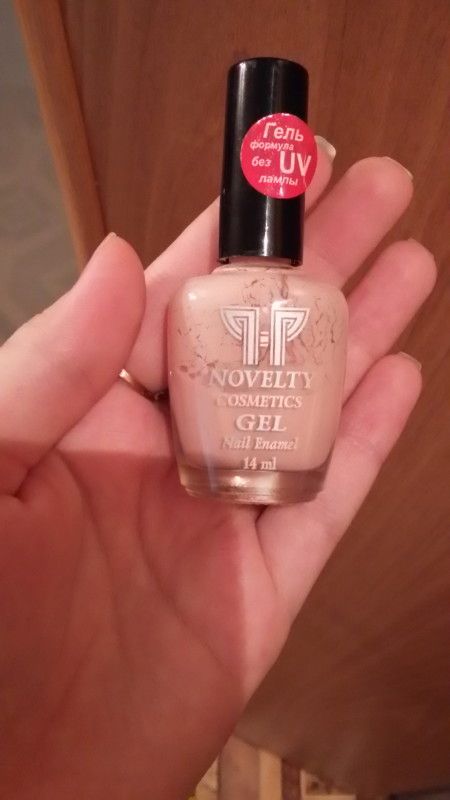 Гель
формула
без UV
лампы
NOVELTY
COSMETICS
GEL
Nail Enamel
14 ml